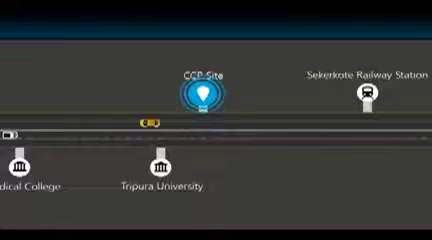 CCP Site
Sekerkote Railway Station
dical College
Tripura University